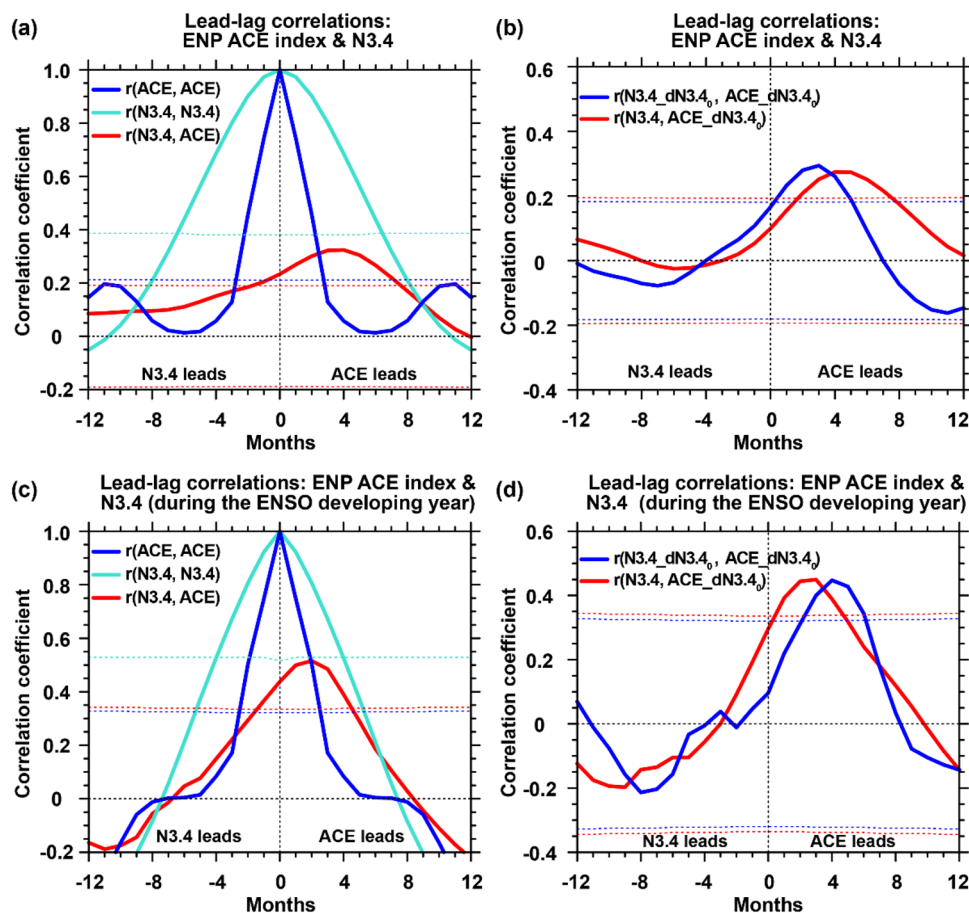 (a)
Lead-lag correlations:
ENP ACE index & N3.4
r(ACE, ACE)
r(N3.4, N3.4)
r(N3.4, ACE)
Correlation coefficient
1.0
0.8
0.6
0.4
0.2
0
-0.2
N3.4 leads
ACE leads
-12 -8 -4 0 4 8 12
Months
(b)
Lead-lag correlations:
ENP ACE index & N3.4
r(N3.4_dN3.4₀, ACE_dN3.4₀)
r(N3.4, ACE_dN3.4₀)
Correlation coefficient
0.6
0.4
0.2
0
-0.2
-0.4
N3.4 leads
ACE leads
-12 -8 -4 0 4 8 12
Months
(c)
Lead-lag correlations: ENP ACE index &
N3.4 (during the ENSO developing year)
r(ACE, ACE)
r(N3.4, N3.4)
r(N3.4, ACE)
Correlation coefficient
1.0
0.8
0.6
0.4
0.2
0
-0.2
N3.4 leads
ACE leads
-12 -8 -4 0 4 8 12
Months
(d)
Lead-lag correlations: ENP ACE index &
N3.4 (during the ENSO developing year)
r(N3.4_dN3.4₀, ACE_dN3.4₀)
r(N3.4, ACE_dN3.4₀)
Correlation coefficient
0.6
0.4
0.2
0
-0.2
-0.4
N3.4 leads
ACE leads
-12 -8 -4 0 4 8 12
Months